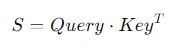 S = Query · Key^T